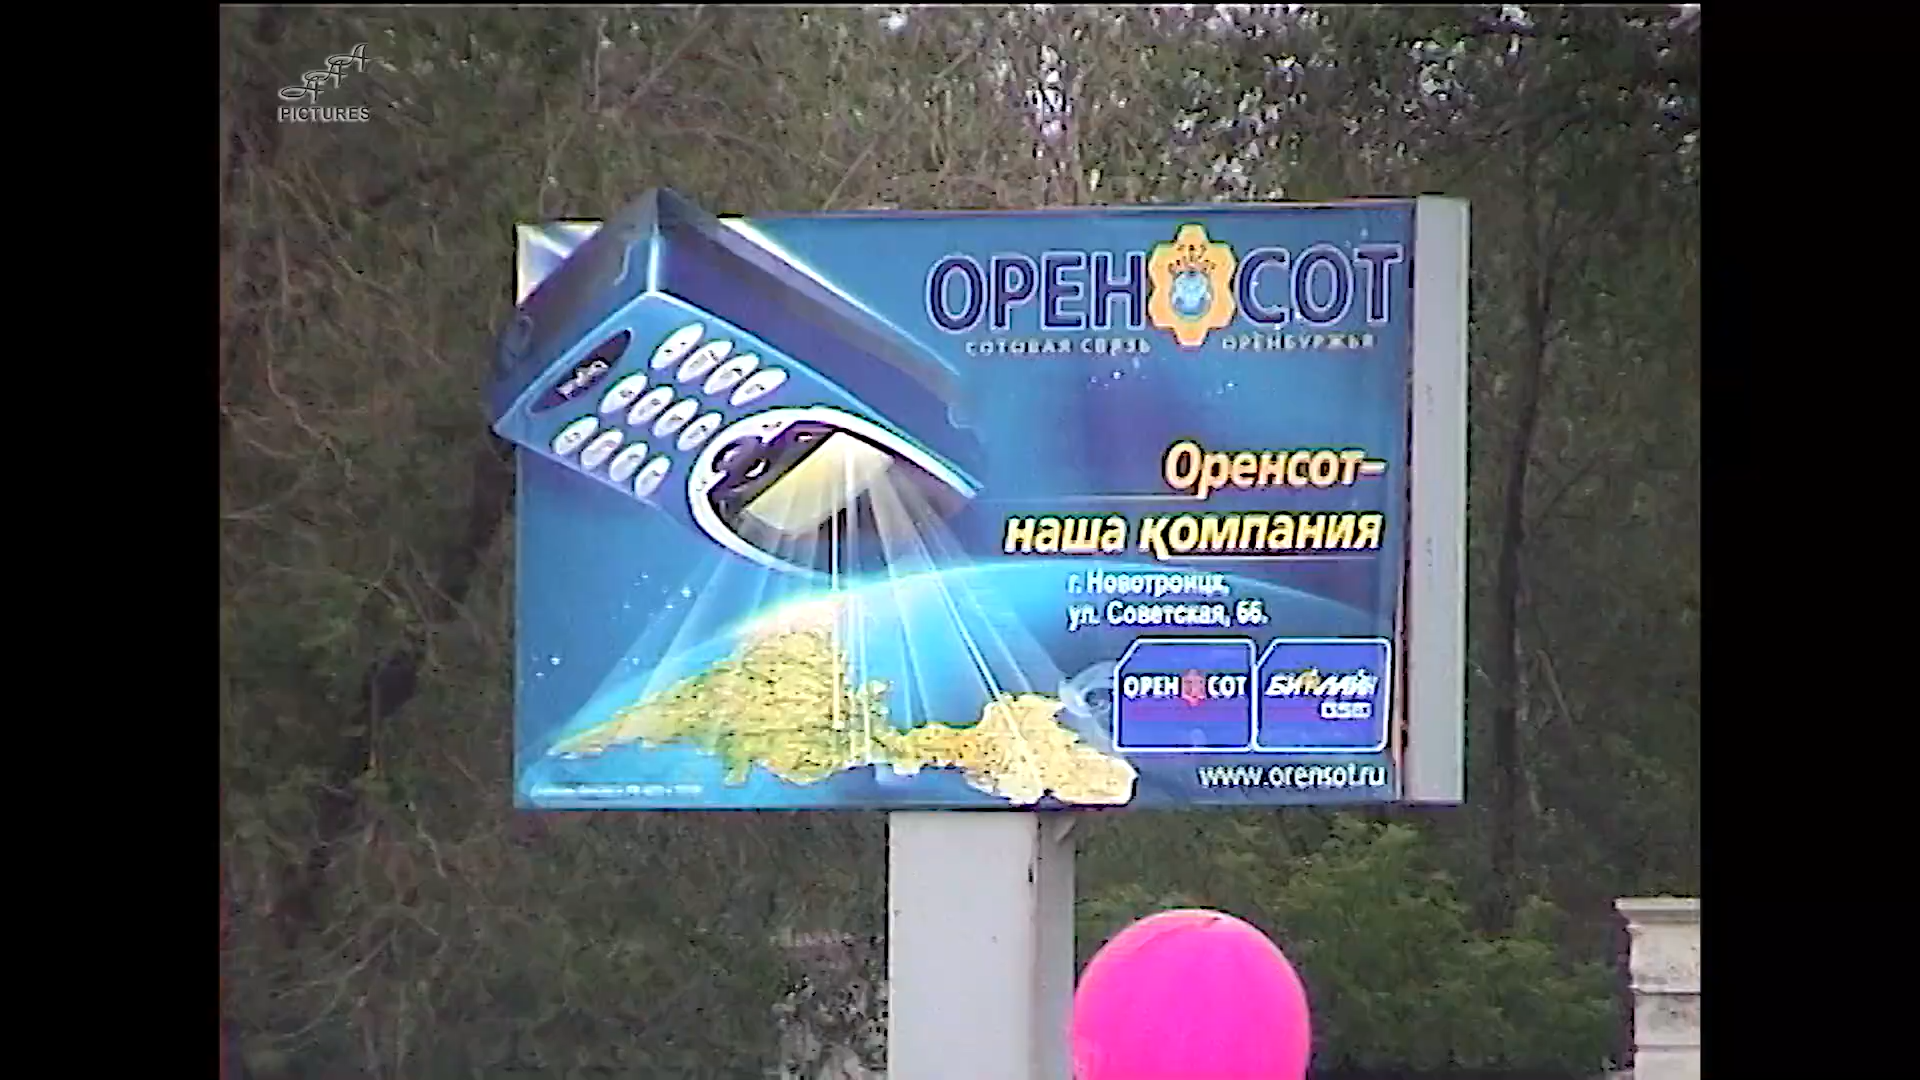 PICTURES
ОРЕН СОТ
СОТОВАЯ СВЯЗЬ ОРЕНБУРЖЬЯ
Оренсот–
наша компания
г. Новотроицк,
ул. Советская, 66.
ОРЕН СОТ
БИЛАЙН
GSM
www.orensot.ru